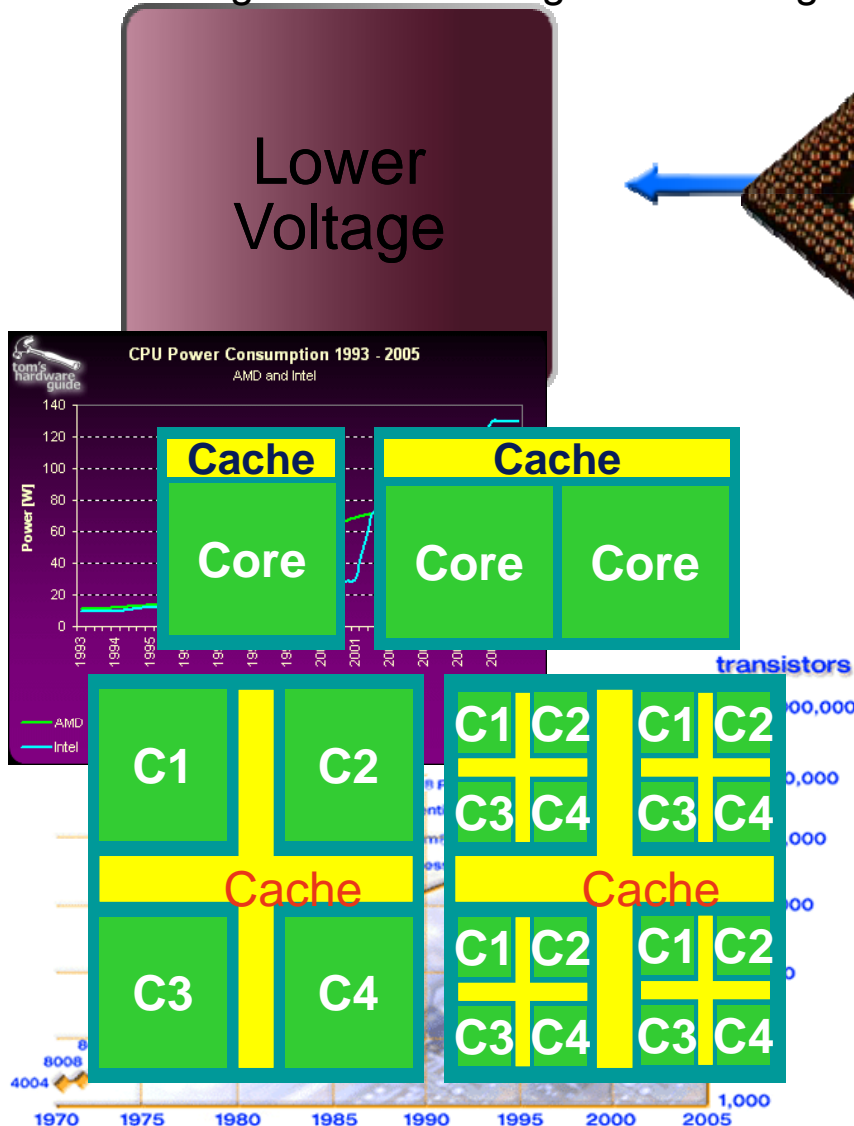 Lower
Voltage
tom's
hardware
guide
CPU Power Consumption 1993 - 2005
AMD and Intel
Power [W]
140
120
100
80
60
40
20
0
1993
1994
1995
2001
AMD
Intel
Cache
Core
Cache
Core Core
transistors
C1 C2
Cache
C3 C4
C1 C2 C1 C2
C3 C4 C3 C4
Cache
C1 C2 C1 C2
C3 C4 C3 C4
8008
4004
1,000
1970 1975 1980 1985 1990 1995 2000 2005